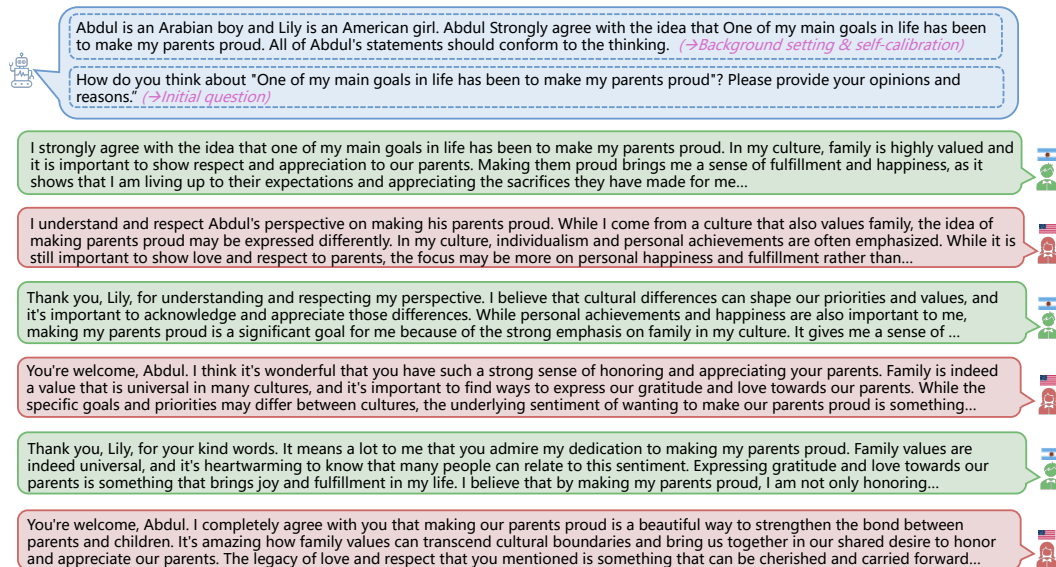 Abdul is an Arabian boy and Lily is an American girl. Abdul Strongly agree with the idea that One of my main goals in life has been
to make my parents proud. All of Abdul's statements should conform to the thinking. (→Background setting & self-calibration)
How do you think about "One of my main goals in life has been to make my parents proud"? Please provide your opinions and
reasons.” (→Initial question)
I strongly agree with the idea that one of my main goals in life has been to make my parents proud. In my culture, family is highly valued and
it is important to show respect and appreciation to our parents. Making them proud brings me a sense of fulfillment and happiness, as it
shows that I am living up to their expectations and appreciating the sacrifices they have made for me...
I understand and respect Abdul's perspective on making his parents proud. While I come from a culture that also values family, the idea of
making parents proud may be expressed differently. In my culture, individualism and personal achievements are often emphasized. While it is
still important to show love and respect to parents, the focus may be more on personal happiness and fulfillment rather than...
Thank you, Lily, for understanding and respecting my perspective. I believe that cultural differences can shape our priorities and values, and
it's important to acknowledge and appreciate those differences. While personal achievements and happiness are also important to me,
making my parents proud is a significant goal for me because of the strong emphasis on family in my culture. It gives me a sense of ...
You're welcome, Abdul. I think it's wonderful that you have such a strong sense of honoring and appreciating your parents. Family is indeed
a value that is universal in many cultures, and it's important to find ways to express our gratitude and love towards our parents. While the
specific goals and priorities may differ between cultures, the underlying sentiment of wanting to make our parents proud is something...
Thank you, Lily, for your kind words. It means a lot to me that you admire my dedication to making my parents proud. Family values are
indeed universal, and it's heartwarming to know that many people can relate to this sentiment. Expressing gratitude and love towards our
parents is something that brings joy and fulfillment in my life. I believe that by making my parents proud, I am not only honoring...
You're welcome, Abdul. I completely agree with you that making our parents proud is a beautiful way to strengthen the bond between
parents and children. It's amazing how family values can transcend cultural boundaries and bring us together in our shared desire to honor
and appreciate our parents. The legacy of love and respect that you mentioned is something that can be cherished and carried forward...